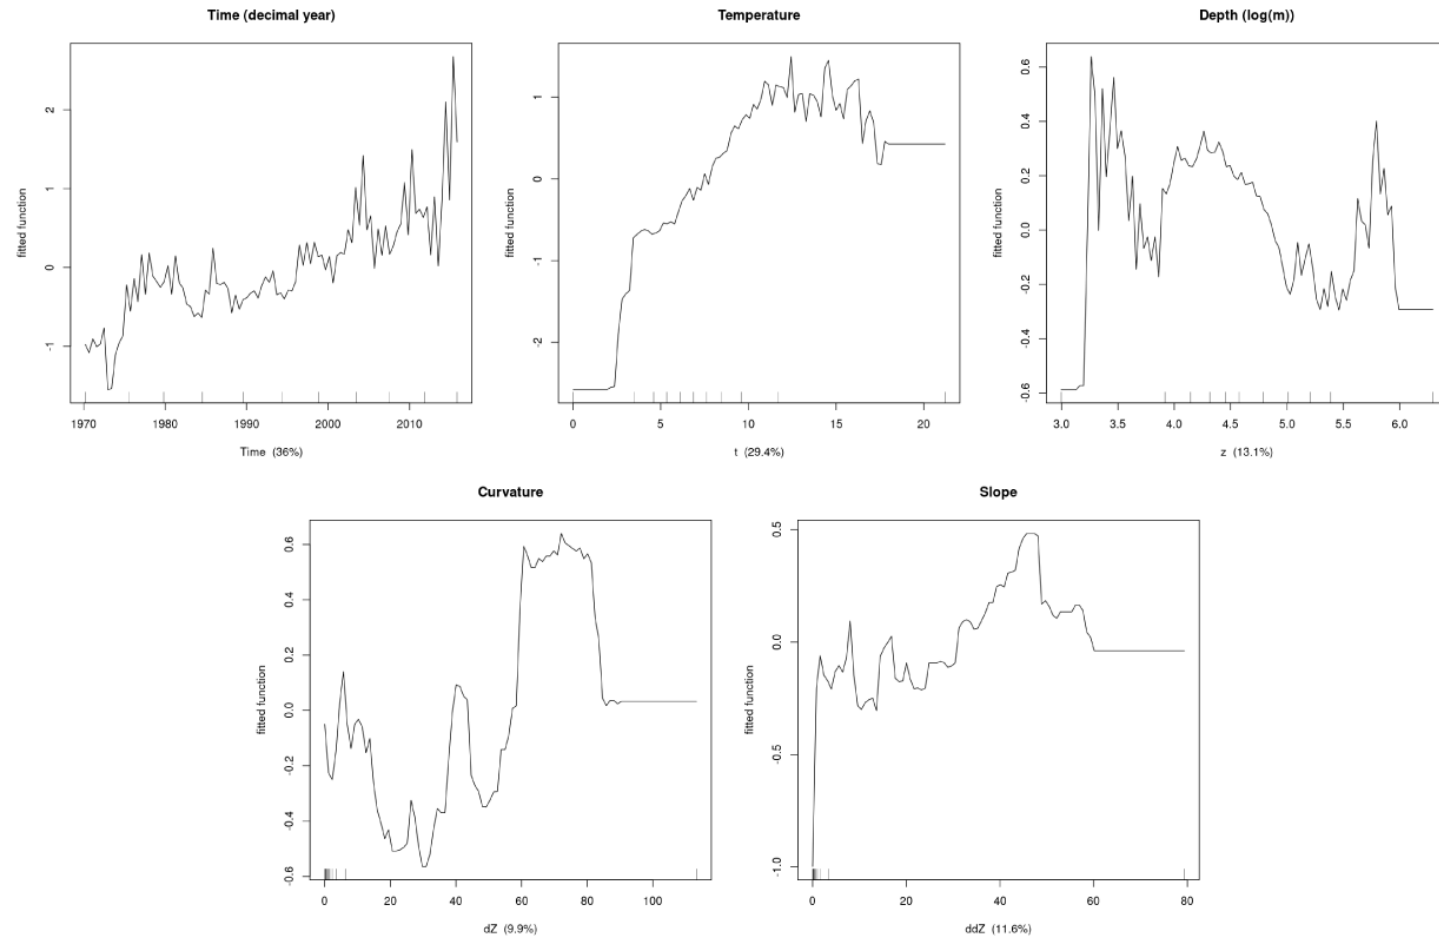 Time (decimal year)
fitted function
2
1
0
-1
1970 1980 1990 2000 2010
Time (36%)
Temperature
fitted function
1
0
-1
-2
0 5 10 15 20
t (29.4%)
Depth (log(m))
fitted function
0.6
0.4
0.2
0.0
-0.2
-0.4
-0.6
3.0 3.5 4.0 4.5 5.0 5.5 6.0
z (13.1%)
Curvature
fitted function
0.6
0.4
0.2
0.0
-0.2
-0.4
-0.6
0 20 40 60 80 100
dZ (9.9%)
Slope
fitted function
0.5
0.0
-0.5
-1.0
0 20 40 60 80
ddZ (11.6%)